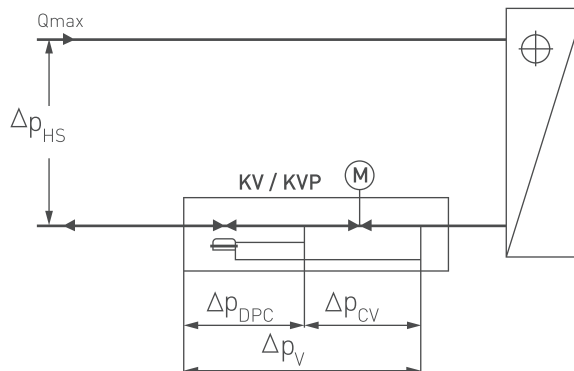 Qmax
Δp_HS
KV / KVP
M
Δp_DPC
Δp_CV
Δp_V